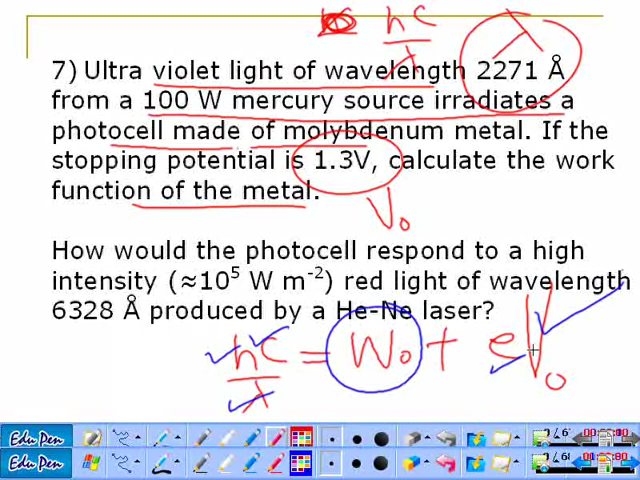 hc
λ
λ
7) Ultra violet light of wavelength 2271 Å
from a 100 W mercury source irradiates a
photocell made of molybdenum metal. If the
stopping potential is 1.3V, calculate the work
function of the metal.
V₀
How would the photocell respond to a high
intensity (≈10⁵ W m⁻²) red light of wavelength
6328 Å produced by a He-Ne laser?
hc/λ = W₀ + eV₀
Edu Pen
Edu Pen